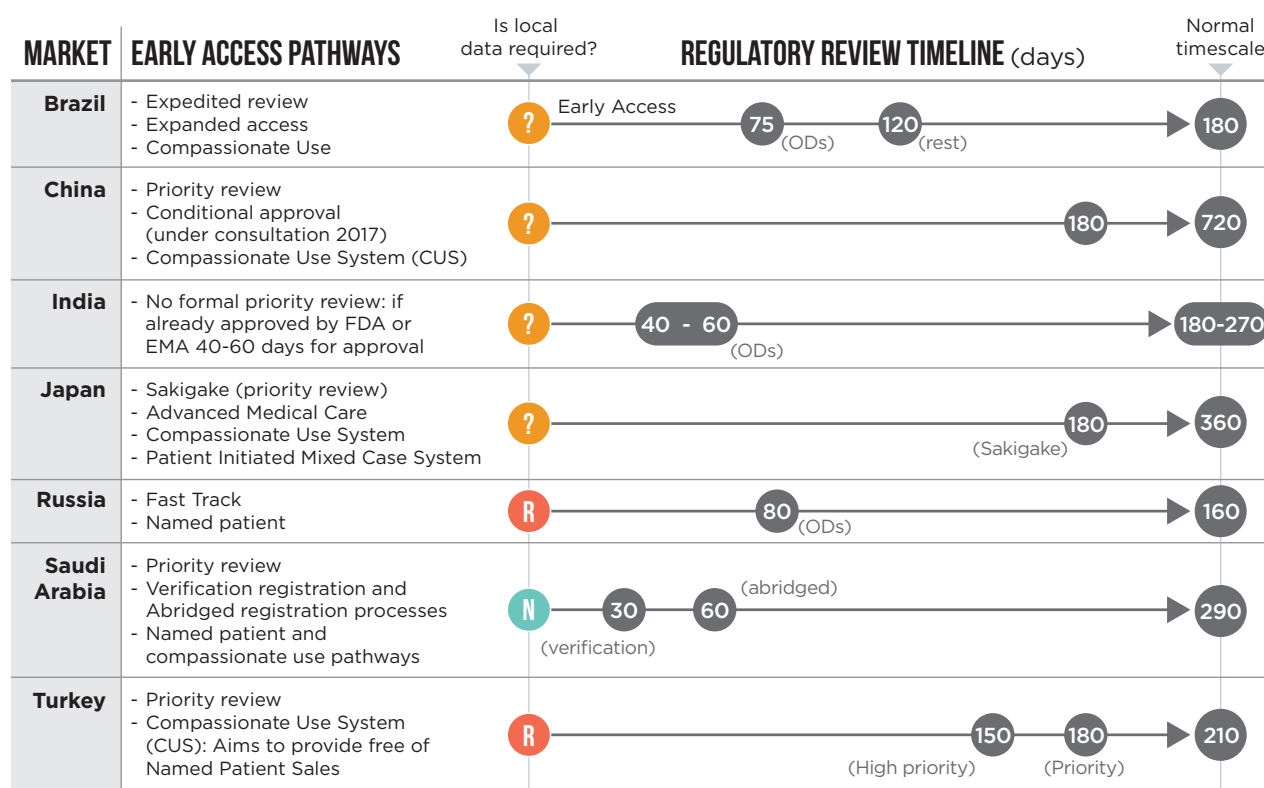 Is local
data required?
Normal
timescale
MARKET EARLY ACCESS PATHWAYS REGULATORY REVIEW TIMELINE (days)
Brazil
- Expedited review
- Expanded access
- Compassionate Use
?
Early Access
75
(ODs)
120
(rest)
180
China
- Priority review
- Conditional approval
(under consultation 2017)
- Compassionate Use System (CUS)
?
180
720
India
- No formal priority review: if
already approved by FDA or
EMA 40-60 days for approval
?
40 - 60
(ODs)
180-270
Japan
- Sakigake (priority review)
- Advanced Medical Care
- Compassionate Use System
- Patient Initiated Mixed Case System
?
180
(Sakigake)
360
Russia
- Fast Track
- Named patient
R
80
(ODs)
160
Saudi
Arabia
- Priority review
- Verification registration and
Abridged registration processes
- Named patient and
compassionate use pathways
N
(verification)
30
60
(abridged)
290
Turkey
- Priority review
- Compassionate Use System
(CUS): Aims to provide free of
Named Patient Sales
R
150
(High priority)
180
(Priority)
210